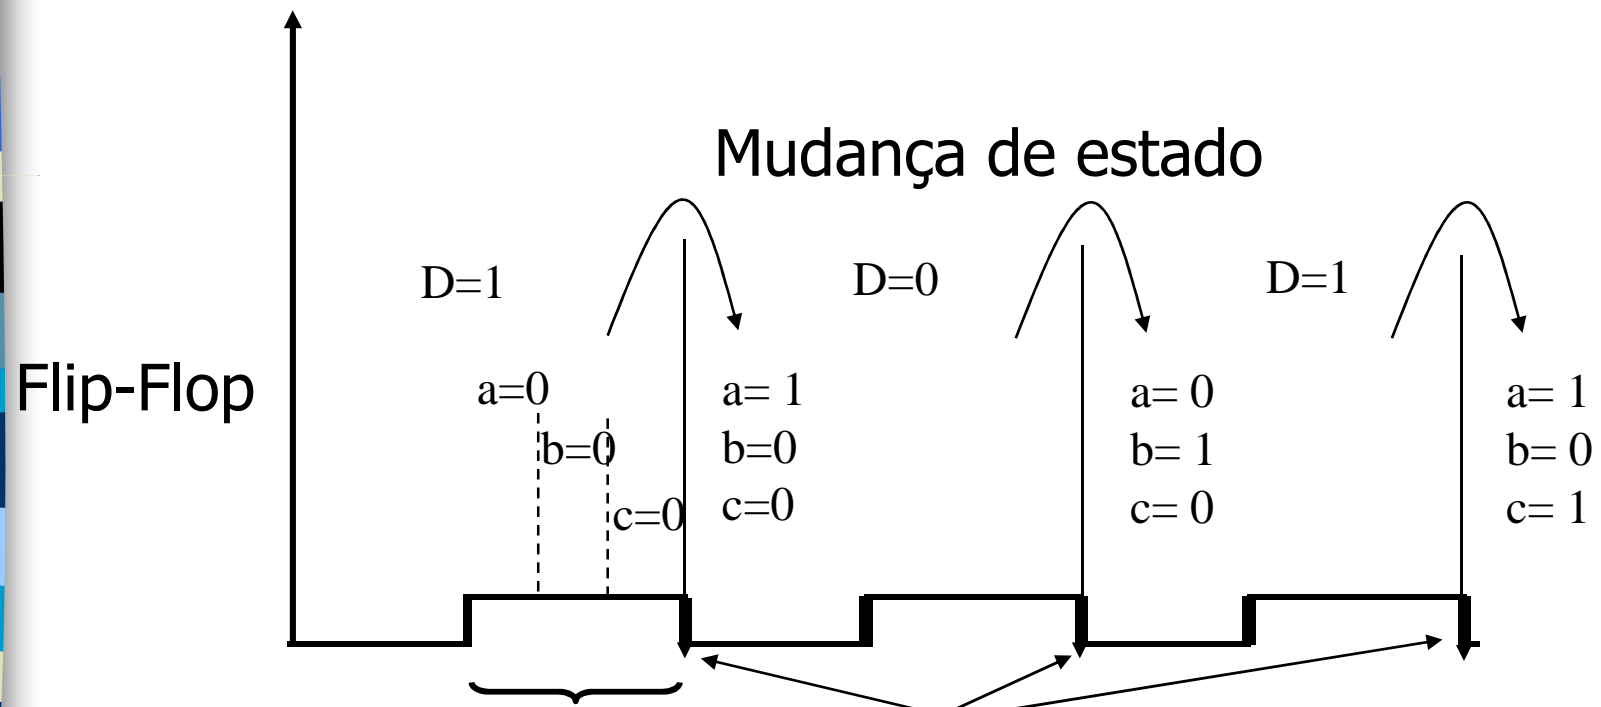 Mudança de estado
D=1
D=0
D=1
Flip-Flop
a=0
b=0
c=0
a= 1
b=0
c=0
a= 0
b= 1
c= 0
a= 1
b= 0
c= 1